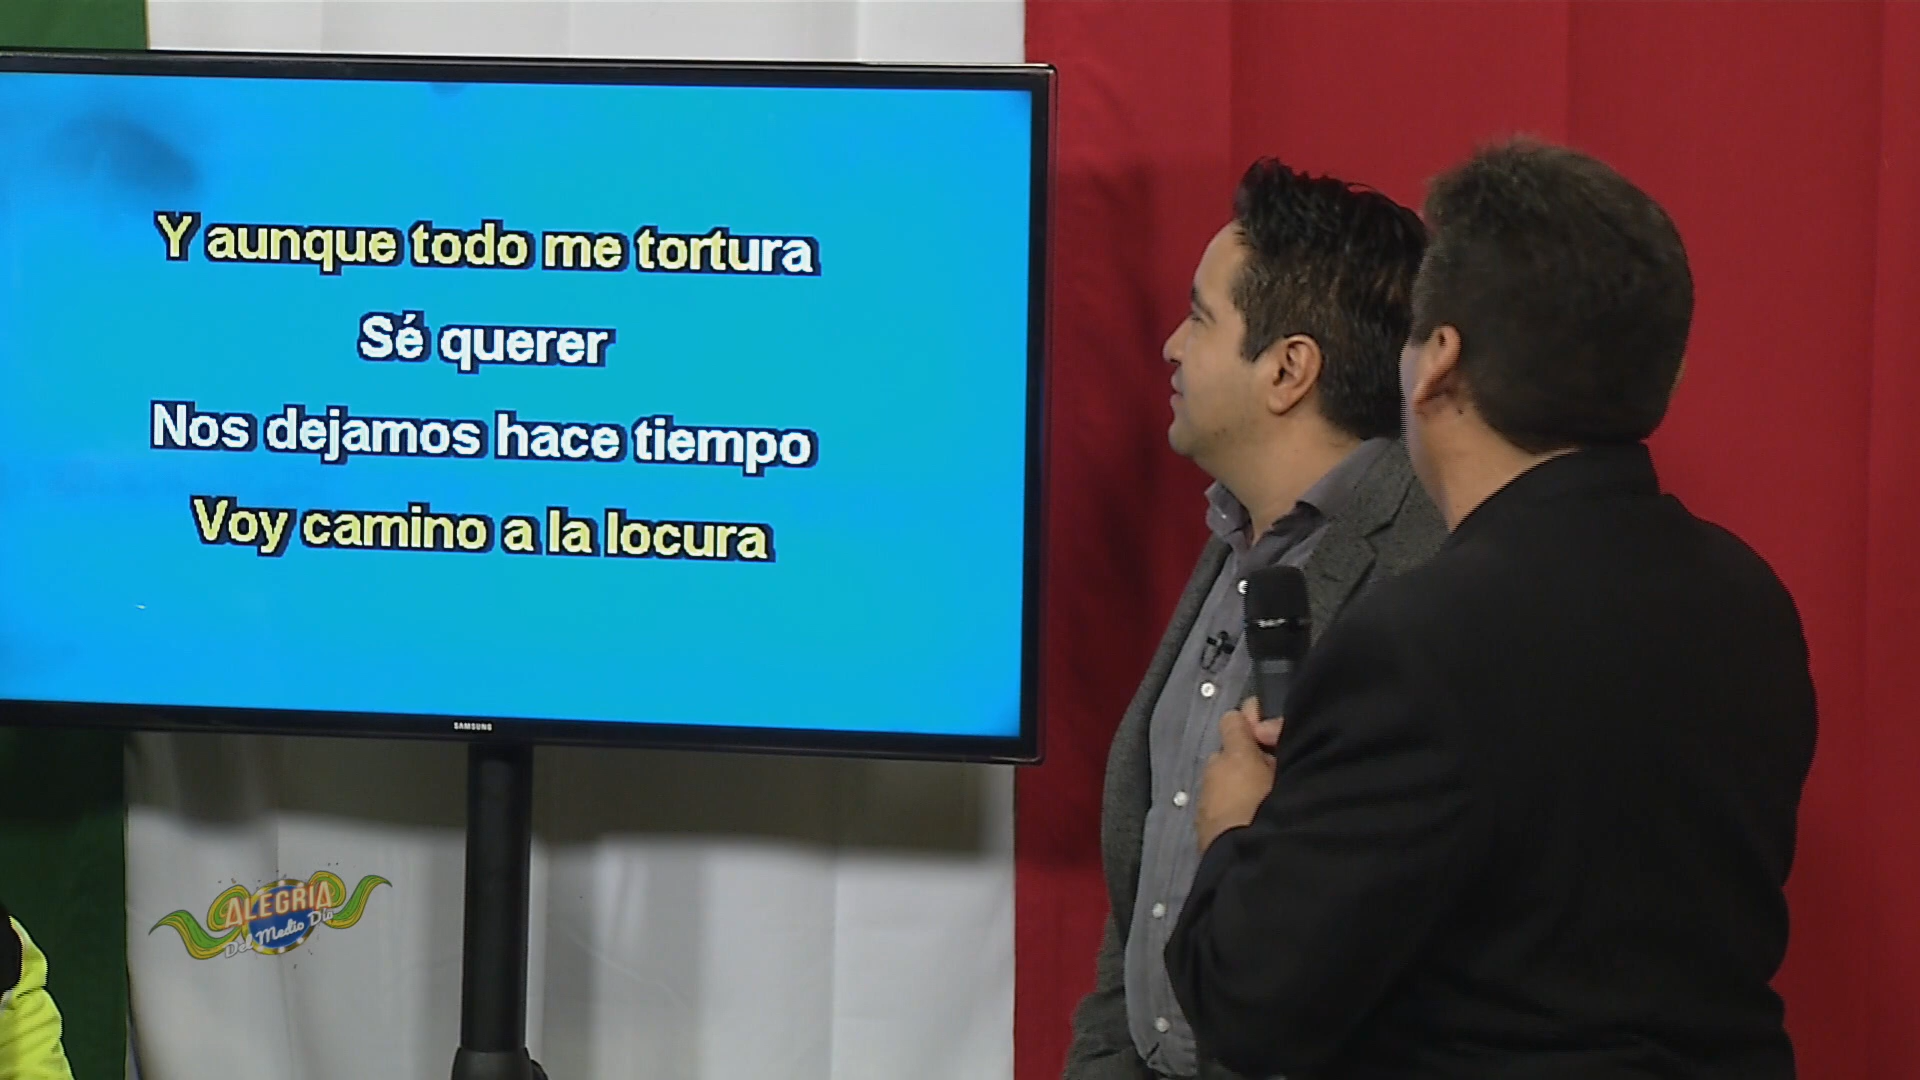 Y aunque todo me tortura
Sé querer
Nos dejamos hace tiempo
Voy camino a la locura
SAMSUNG
ALEGRIA
Del Medio Día